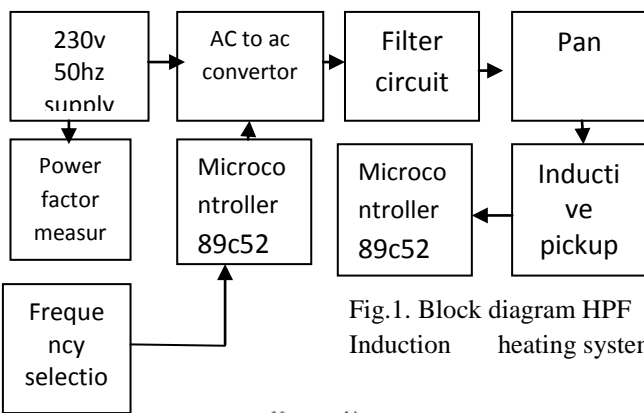 230v
50hz
supply
AC to ac
convertor
Filter
circuit
Pan
Power
factor
measur
Microco
ntroller
89c52
Microco
ntroller
89c52
Inducti
ve
pickup
Freque
ncy
selectio
Fig.1. Block diagram HPF
Induction heating system